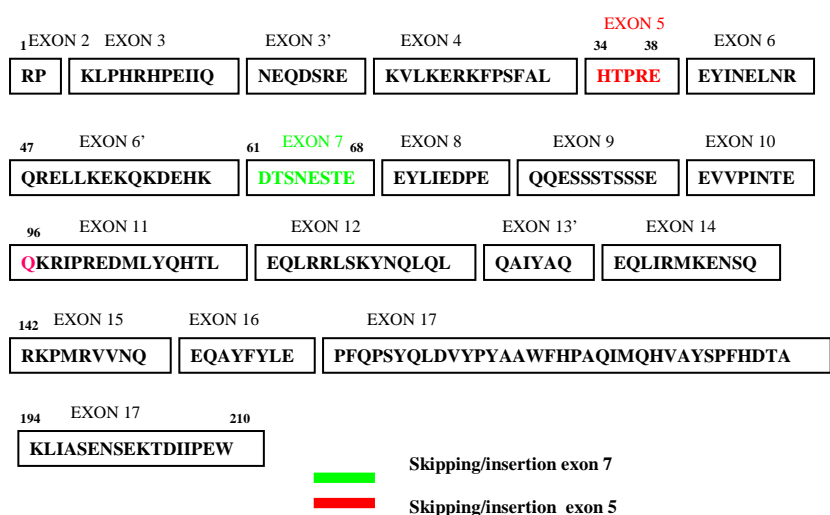 EXON 5
1 EXON 2 EXON 3 EXON 3’ EXON 4 34 38 EXON 6
RP KLPHRHPEIIQ NEQDSRE KVLKERKFPSFAL HTPRE EYINELNR
47 EXON 6’ 61 EXON 7 68 EXON 8 EXON 9 EXON 10
QRELLKEKQKDEHK DTSNESTE EYLIEDPE QQESSSTSSSE EVVPINTE
96 EXON 11 EXON 12 EXON 13’ EXON 14
QKRIPREDMLYQHTL EQLRRLSKYNQLQL QAIYAQ EQLIRMKENSQ
142 EXON 15 EXON 16 EXON 17
RKPMRVVNQ EQAYFYLE PFQPSYQLDVYPYAAWFHPAQIMQHVAYSPFHDTA
194 EXON 17 210
KLIASENSEKTDIIPEW
Skipping/insertion exon 7
Skipping/insertion exon 5